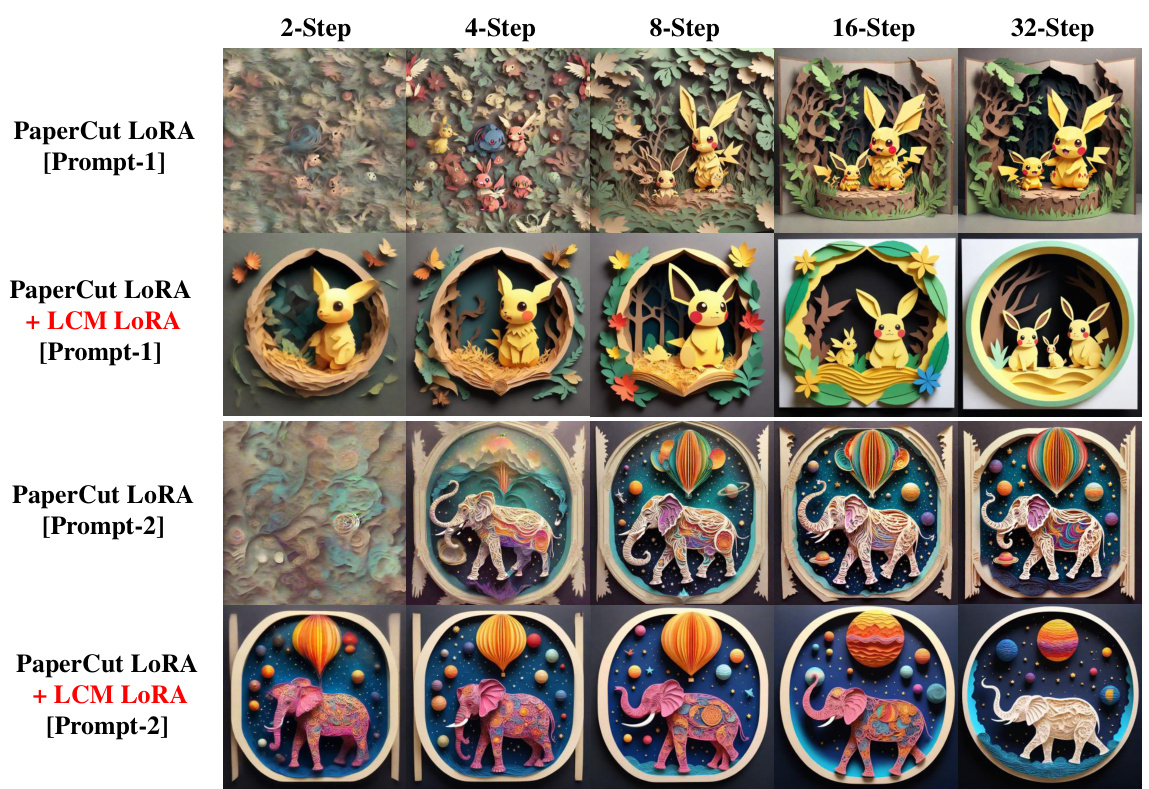 2-Step 4-Step 8-Step 16-Step 32-Step
PaperCut LoRA
[Prompt-1]
PaperCut LoRA
+ LCM LoRA
[Prompt-1]
PaperCut LoRA
[Prompt-2]
PaperCut LoRA
+ LCM LoRA
[Prompt-2]